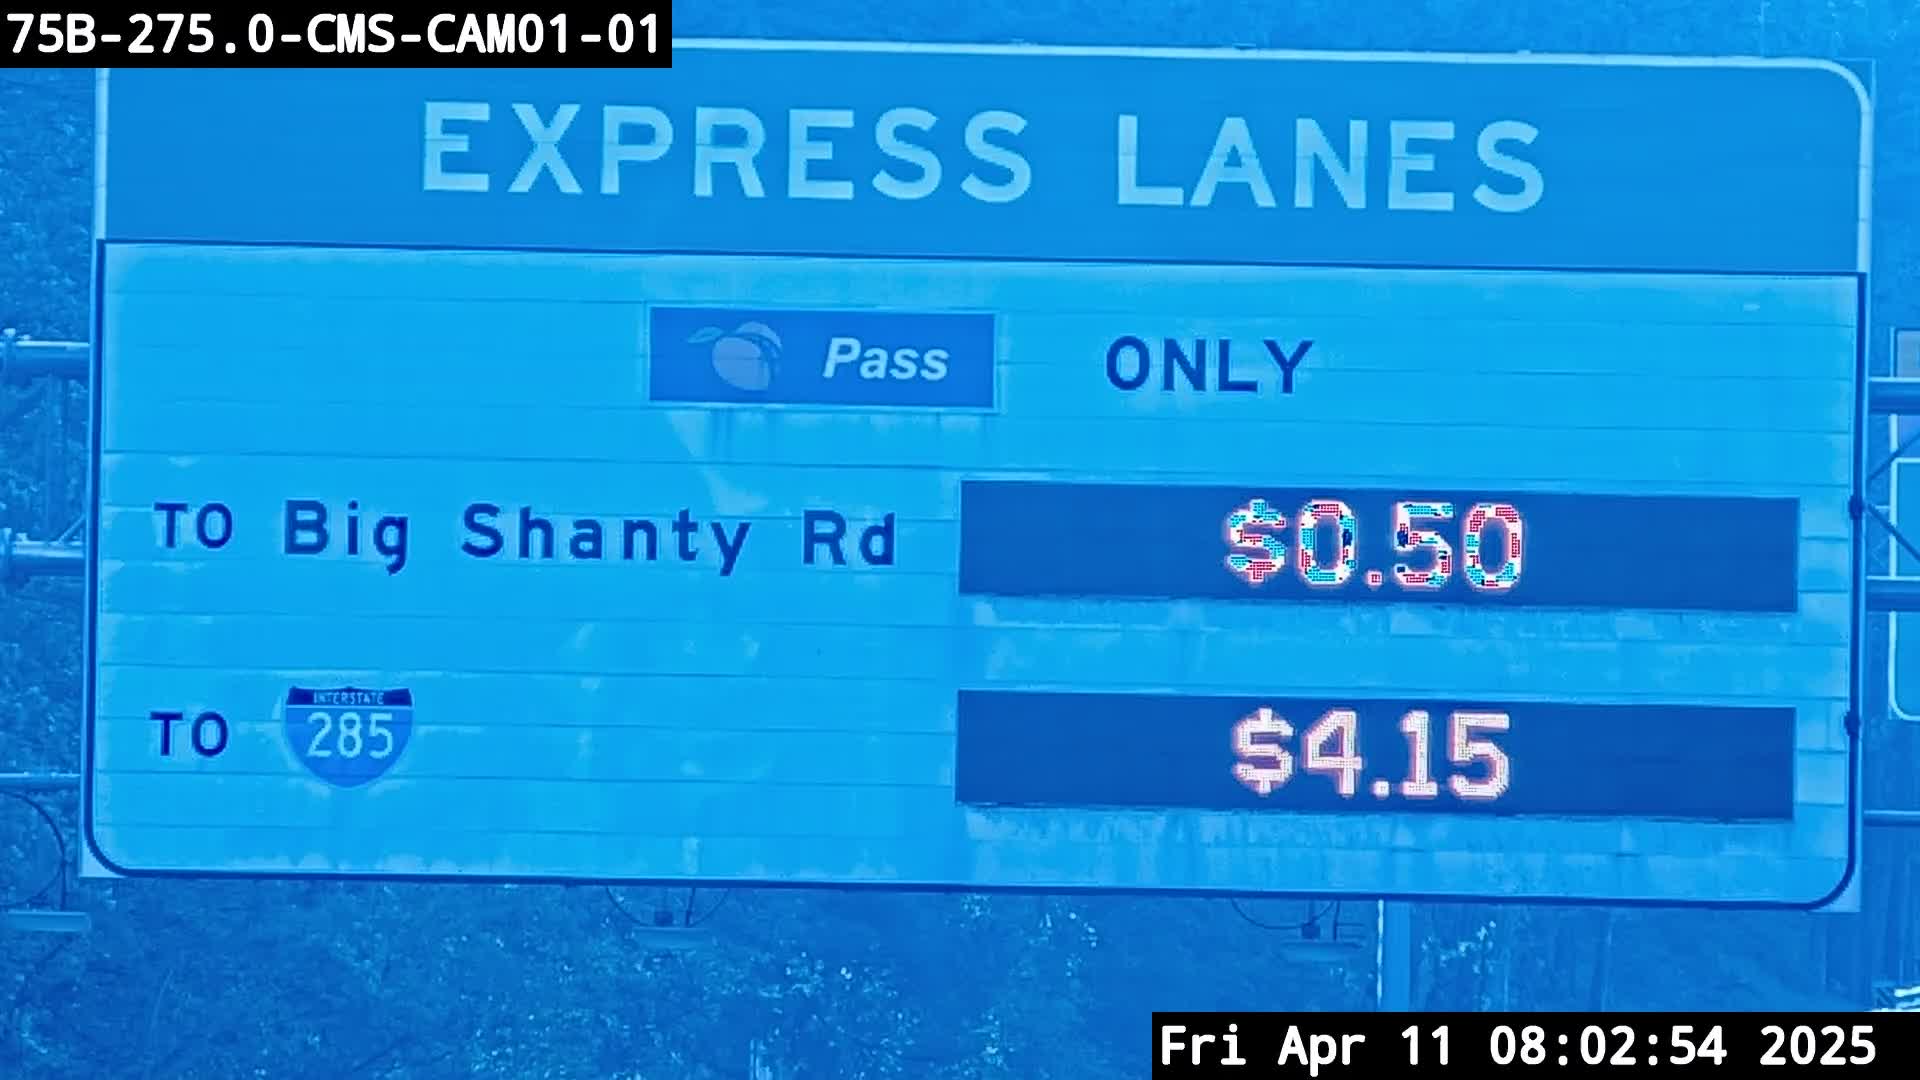 75B-275.0-CMS-CAM01-01
EXPRESS LANES
Pass ONLY
TO Big Shanty Rd $0.50
INTERSTATE
TO 285 $4.15
Fri Apr 11 08:02:54 2025